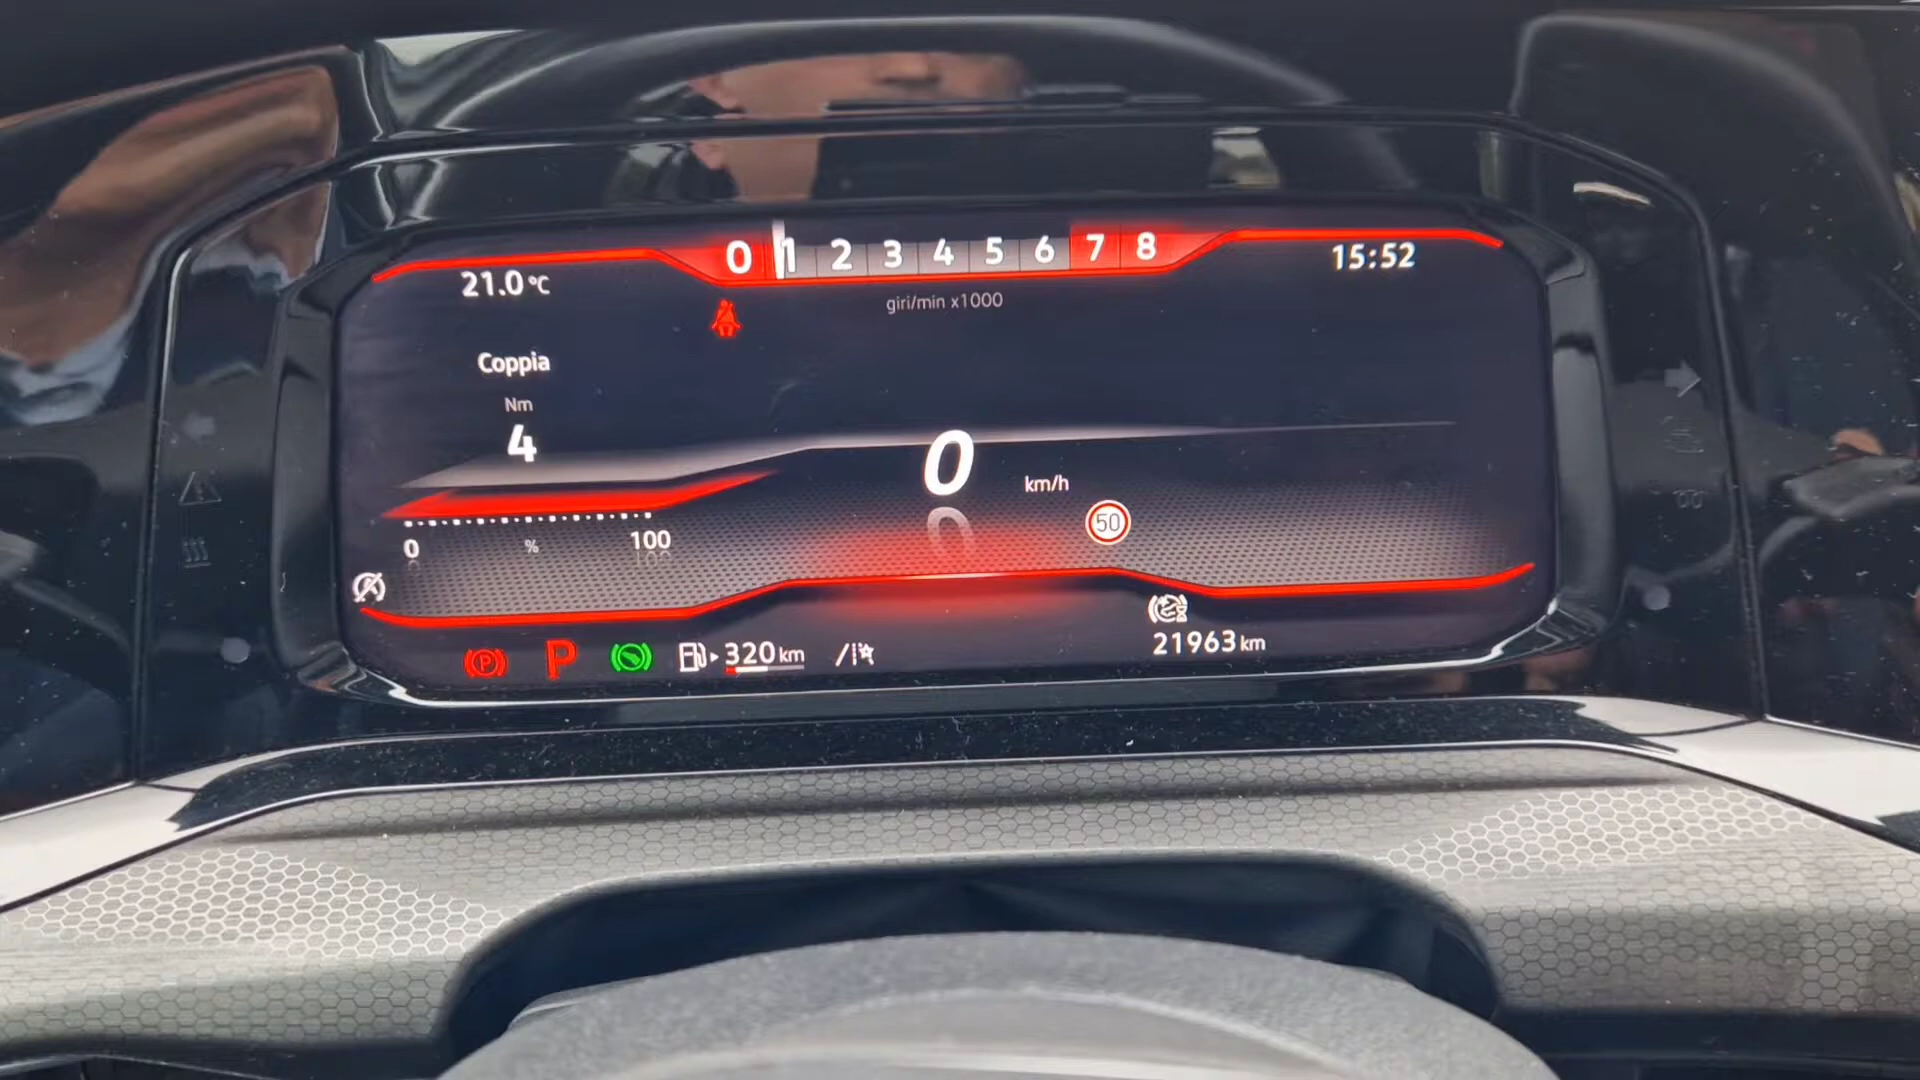 0 1 2 3 4 5 6 7 8
21.0 °C
15:52
giri/min x1000
Coppia
Nm
4
0
km/h
50
0 % 100
P P 320 km
21963 km